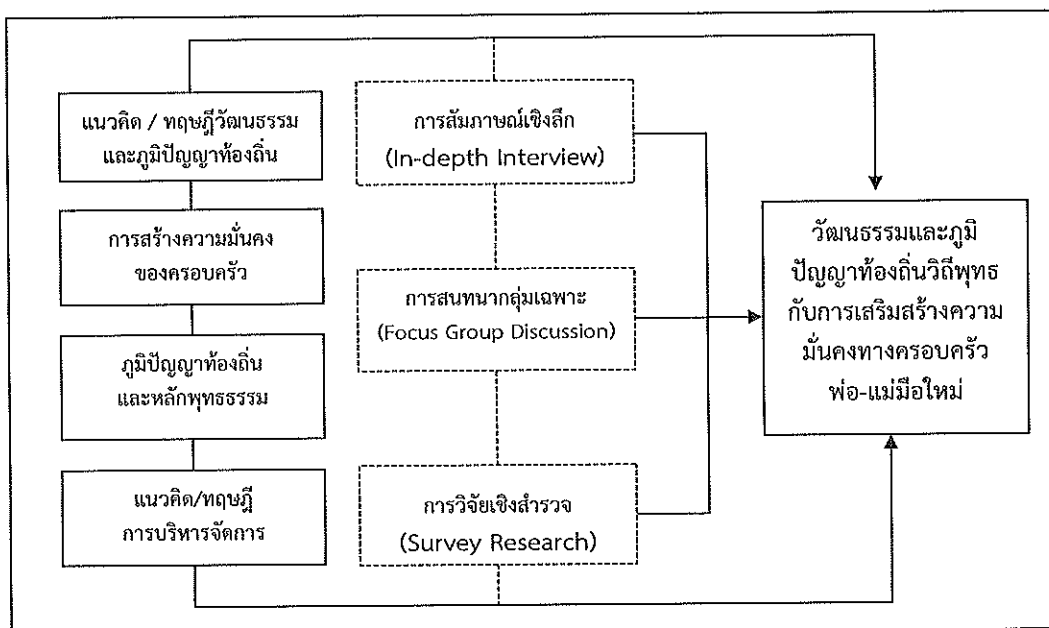 แนวคิด / ทฤษฎีวัฒนธรรม
และภูมิปัญญาท้องถิ่น
การสร้างความมั่นคง
ของครอบครัว
ภูมิปัญญาท้องถิ่น
และหลักพุทธธรรม
แนวคิด/ทฤษฎี
การบริหารจัดการ
การสัมภาษณ์เชิงลึก
(In-depth Interview)
การสนทนากลุ่มเฉพาะ
(Focus Group Discussion)
การวิจัยเชิงสำรวจ
(Survey Research)
วัฒนธรรมและภูมิ
ปัญญาท้องถิ่นวิถีพุทธ
กับการเสริมสร้างความ
มั่นคงทางครอบครัว
พ่อ-แม่มือใหม่